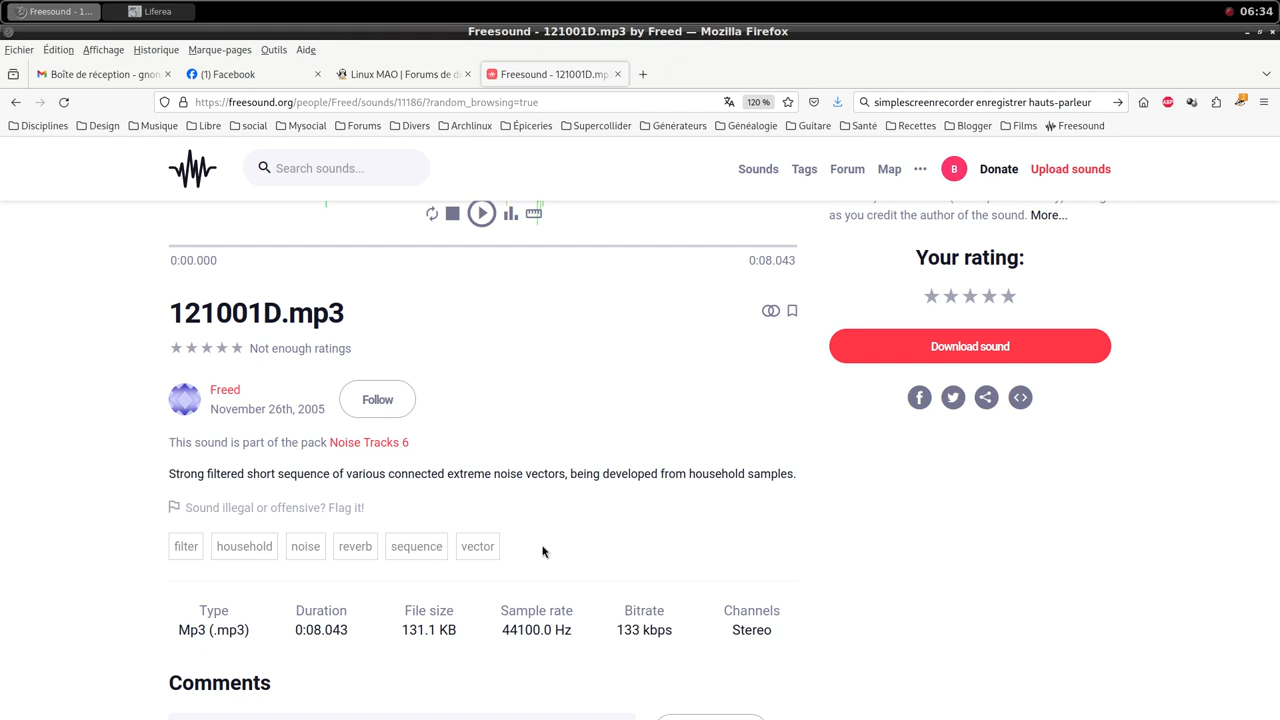 Freesound - 1...
Liferea
06:34
Freesound - 121001D.mp3 by Freed — Mozilla Firefox
Fichier Édition Affichage Historique Marque-pages Outils Aide
Boîte de réception - gnon
(1) Facebook
Linux MAO | Forums de di
Freesound - 121001D.mp
https://freesound.org/people/Freed/sounds/11186/?random_browsing=true
120 %
simplescreenrecorder enregistrer hauts-parleur
Disciplines Design Musique Libre social Mysocial Forums Divers Archlinux Épiceries Supercollider Générateurs Généalogie Guitare Santé Recettes Blogger Films Freesound
Search sounds...
Sounds Tags Forum Map ••• B Donate Upload sounds
as you credit the author of the sound. More...
0:00.000
0:08.043
Your rating:
121001D.mp3
Not enough ratings
Download sound
Freed
November 26th, 2005
Follow
This sound is part of the pack Noise Tracks 6
Strong filtered short sequence of various connected extreme noise vectors, being developed from household samples.
Sound illegal or offensive? Flag it!
filter household noise reverb sequence vector
Type Duration File size Sample rate Bitrate Channels
Mp3 (.mp3) 0:08.043 131.1 KB 44100.0 Hz 133 kbps Stereo
Comments